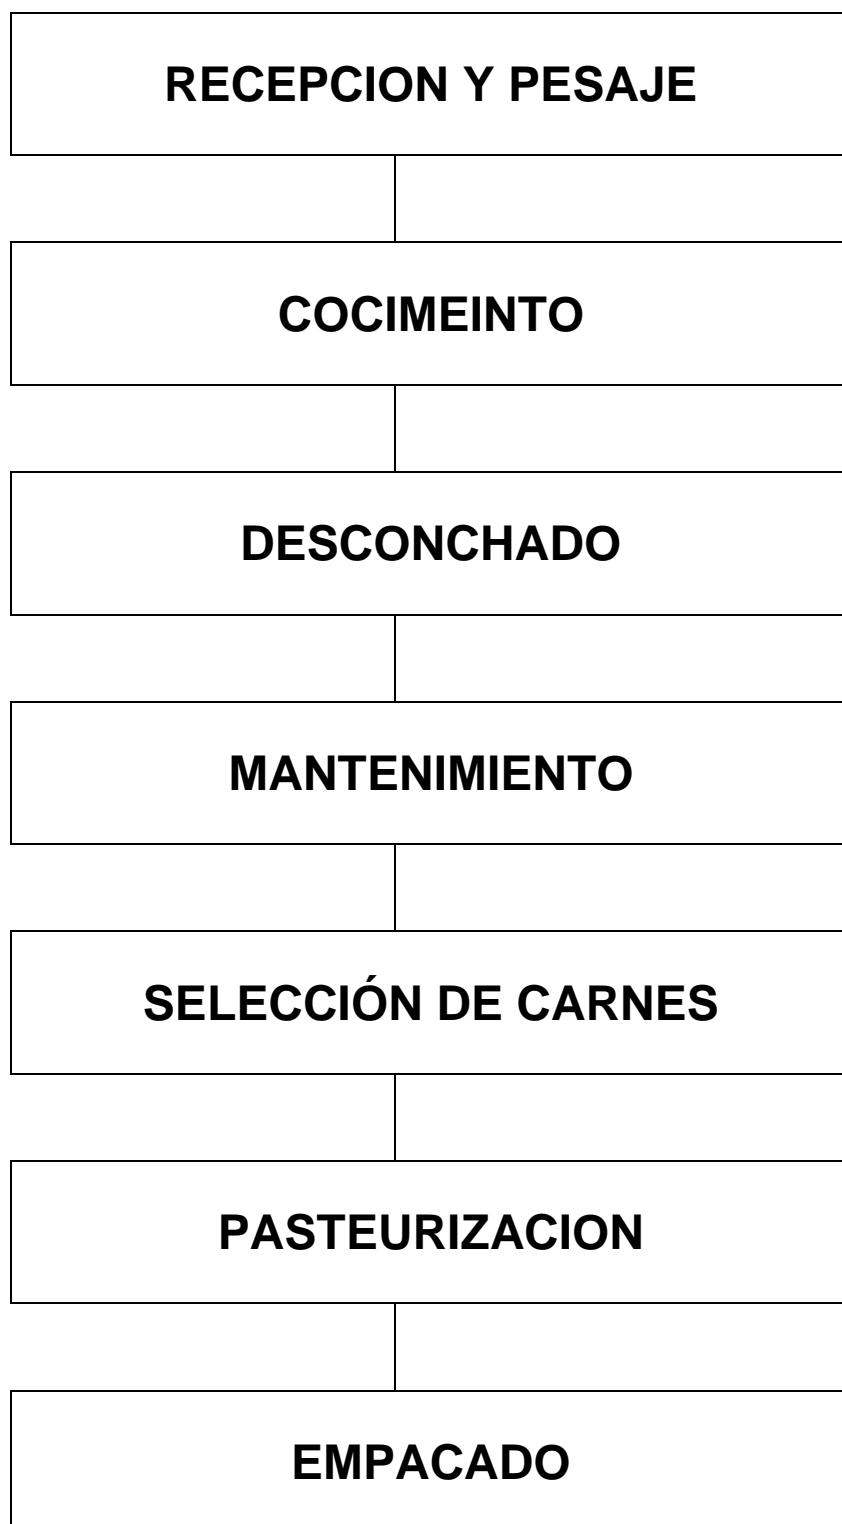 RECEPCION Y PESAJE
COCIMEINTO
DESCONCHADO
MANTENIMIENTO
SELECCIÓN DE CARNES
PASTEURIZACION
EMPACADO